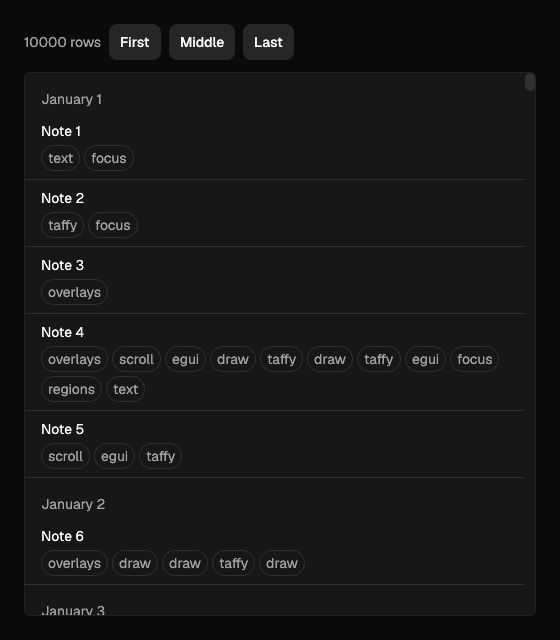 10000 rows First Middle Last
January 1
Note 1
text focus
Note 2
taffy focus
Note 3
overlays
Note 4
overlays scroll egui draw taffy draw taffy egui focus
regions text
Note 5
scroll egui taffy
January 2
Note 6
overlays draw draw taffy draw
January 3